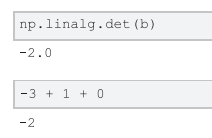 np.linalg.det(b)
-2.0
-3 + 1 + 0
-2